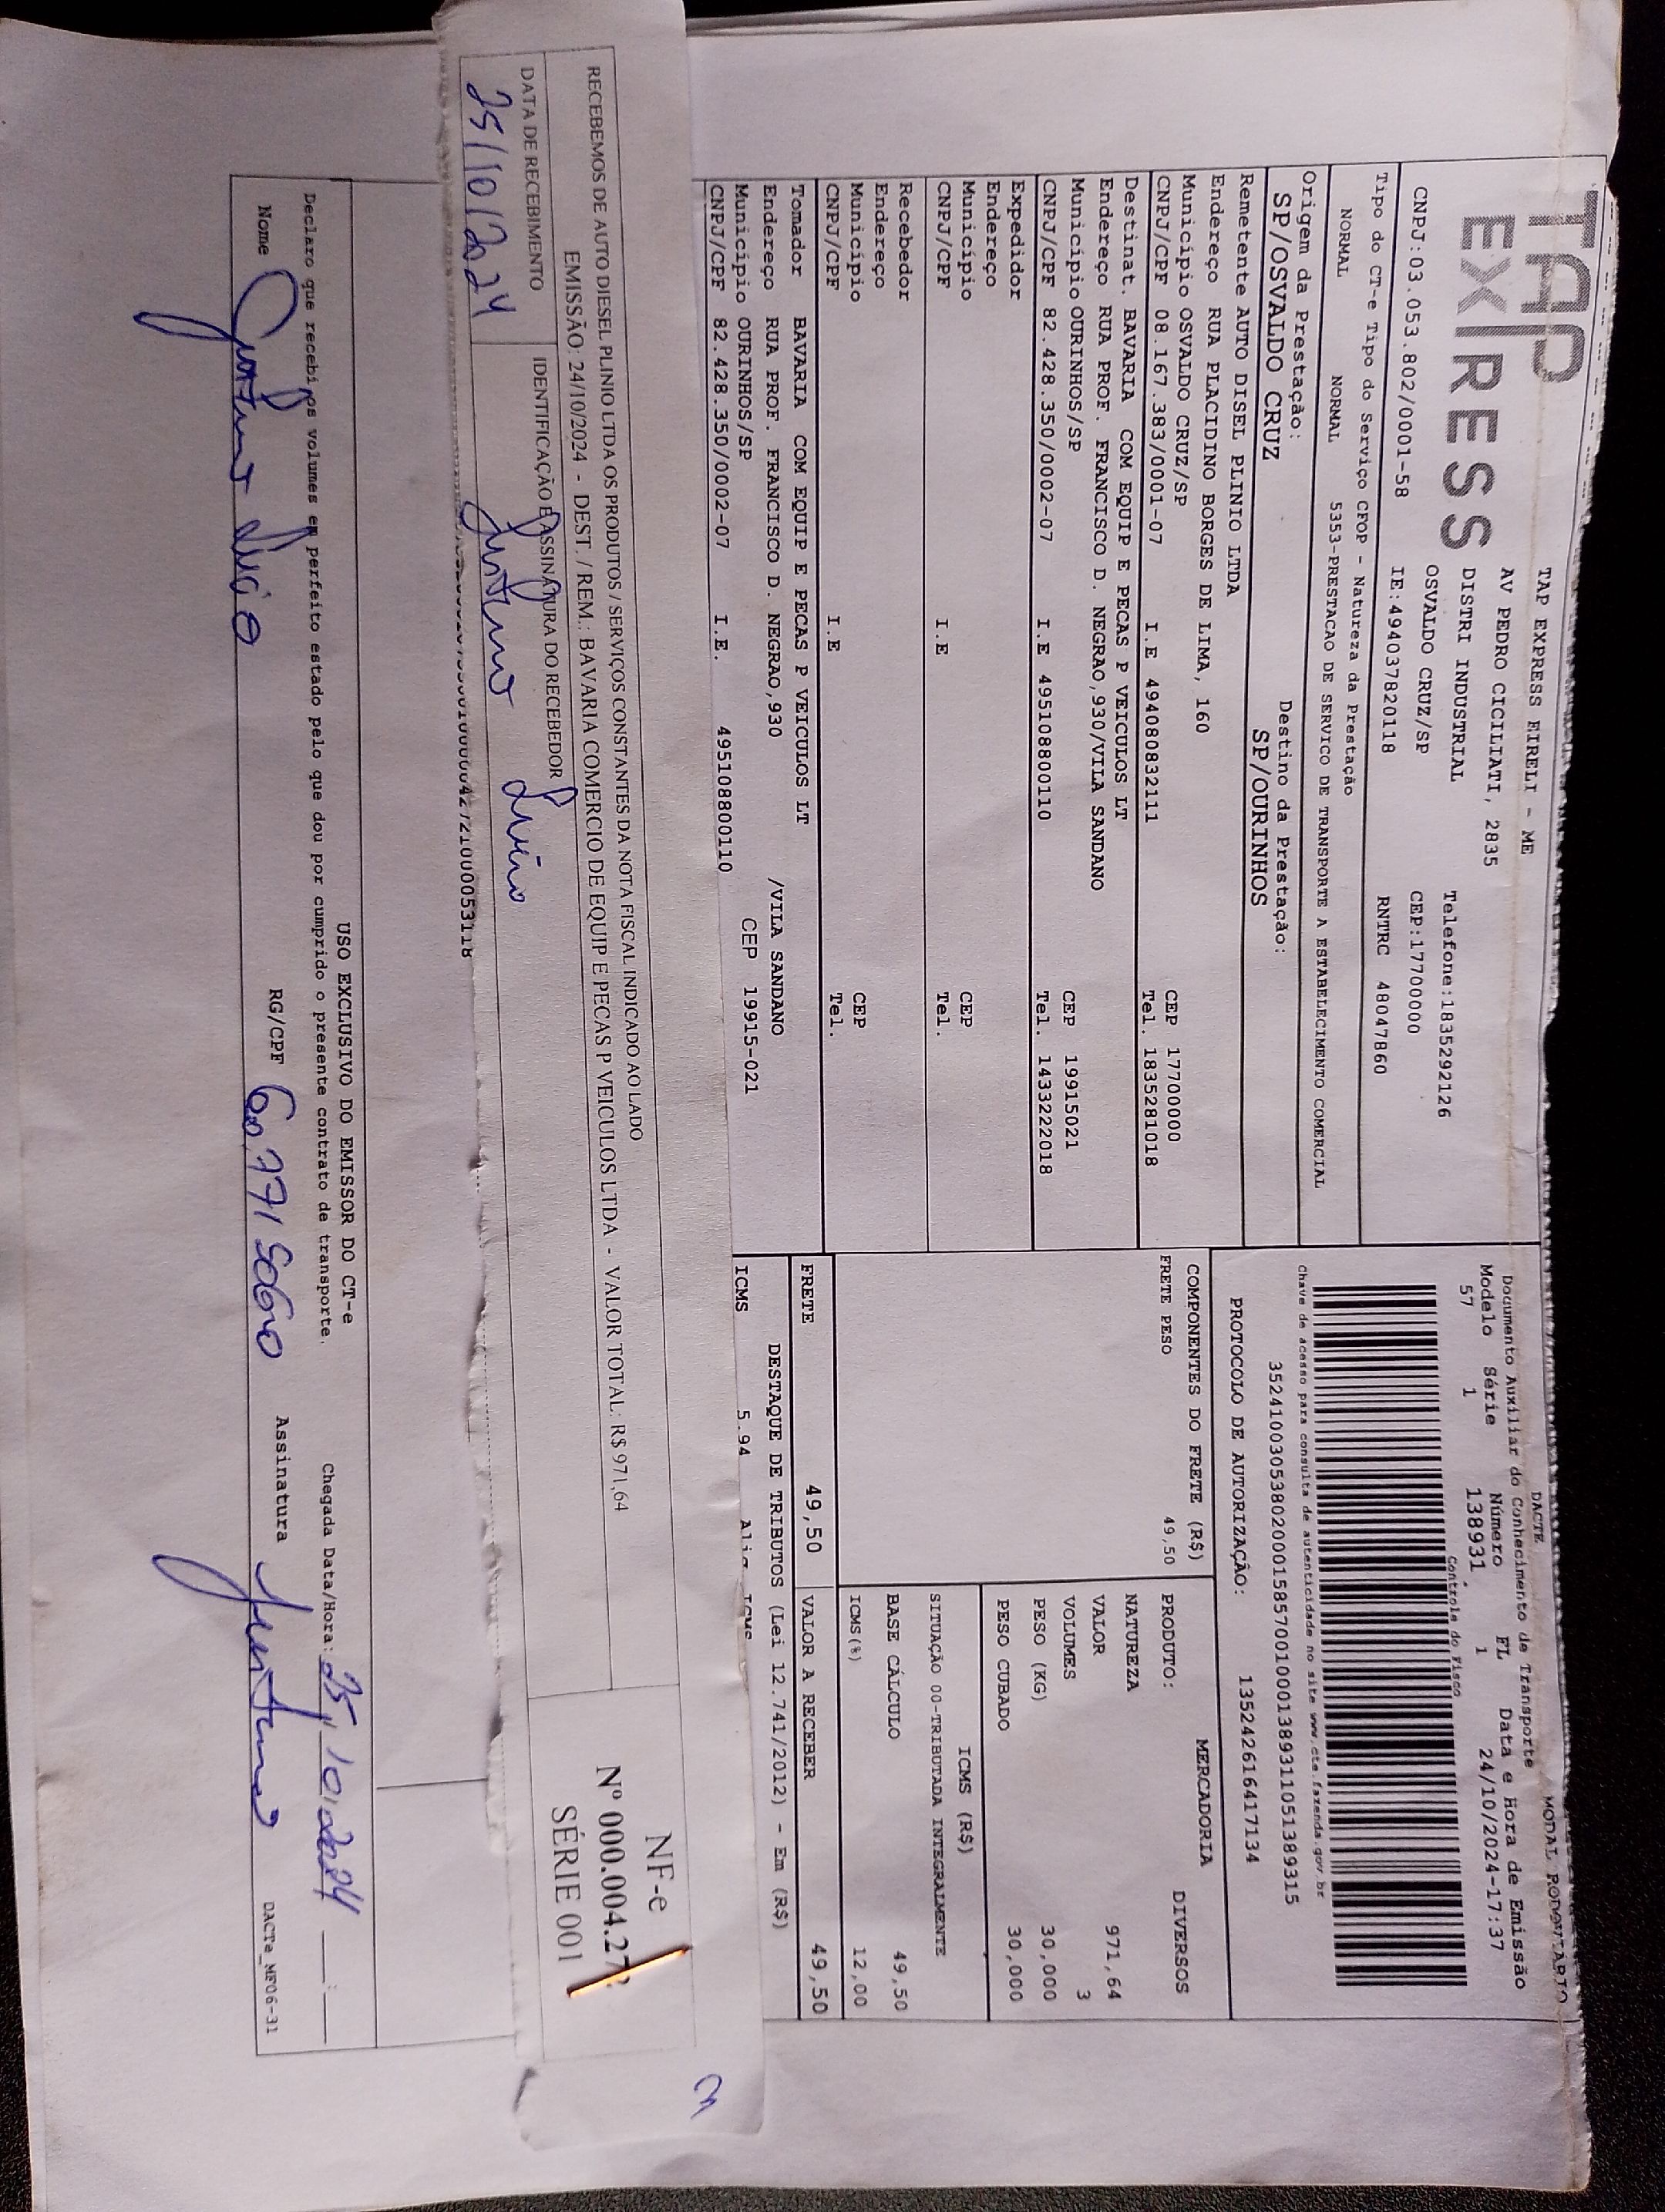 TAP
EXPRESS
TAP EXPRESS EIRELI - ME
AV PEDRO CICILIATI, 2835
DISTRI INDUSTRIAL
OSVALDO CRUZ/SP
Telefone:1835292126
CEP:17700000
CNPJ:03.053.802/0001-58 IE:494037820118 RNTRC 48047860
Tipo do CT-e Tipo do Serviço CFOP - Natureza da Prestação
NORMAL NORMAL 5353-PRESTACAO DE SERVICO DE TRANSPORTE A ESTABELECIMENTO COMERCIAL
Origem da Prestação: Destino da Prestação:
SP/OSVALDO CRUZ SP/OURINHOS
Remetente AUTO DISEL PLINIO LTDA
Endereço RUA PLACIDINO BORGES DE LIMA, 160
Município OSVALDO CRUZ/SP CEP 17700000
CNPJ/CPF 08.167.383/0001-07 I.E 494080832111 Tel. 1835281018
Destinat. BAVARIA COM EQUIP E PECAS P VEICULOS LT
Endereço RUA PROF. FRANCISCO D. NEGRAO,930/VILA SANDANO
Município OURINHOS/SP CEP 19915021
CNPJ/CPF 82.428.350/0002-07 I.E 495108800110 Tel. 1433222018
Expedidor
Endereço
Município CEP
CNPJ/CPF I.E Tel.
Recebedor
Endereço
Município CEP
CNPJ/CPF I.E Tel.
Tomador BAVARIA COM EQUIP E PECAS P VEICULOS LT
Endereço RUA PROF. FRANCISCO D. NEGRAO,930 /VILA SANDANO
Município OURINHOS/SP CEP 19915-021
CNPJ/CPF 82.428.350/0002-07 I.E. 495108800110
DACTE MODAL RODOVIÁRIO
Documento Auxiliar do Conhecimento de Transporte
Modelo Série Número FL Data e Hora de Emissão
57 1 138931 1 24/10/2024-17:37
Controle do Fisco
Chave de acesso para consulta de autenticidade no site www.cte.fazenda.gov.br
35241003053802000158570010001389311051389315
PROTOCOLO DE AUTORIZAÇÃO: 135242616417134
COMPONENTES DO FRETE (R$)
FRETE PESO 49,50
MERCADORIA
PRODUTO: DIVERSOS
NATUREZA
VALOR 971,64
VOLUMES 3
PESO (KG) 30,000
PESO CUBADO 30,000
ICMS (R$)
SITUAÇÃO 00-TRIBUTADA INTEGRALMENTE
BASE CÁLCULO 49,50
ICMS(%) 12,00
FRETE 49,50 VALOR A RECEBER 49,50
DESTAQUE DE TRIBUTOS (Lei 12.741/2012) - Em (R$)
ICMS 5.94 Aliq ICMS
3
RECEBEMOS DE AUTO DIESEL PLINIO LTDA OS PRODUTOS / SERVIÇOS CONSTANTES DA NOTA FISCAL INDICADO AO LADO
EMISSÃO: 24/10/2024 - DEST. / REM.: BAVARIA COMERCIO DE EQUIP E PECAS P VEICULOS LTDA - VALOR TOTAL: R$ 971,64
DATA DE RECEBIMENTO IDENTIFICAÇÃO E ASSINATURA DO RECEBEDOR
25/10/2024
NF-e
Nº 000.004.272
SÉRIE 001
USO EXCLUSIVO DO EMISSOR DO CT-e
Declaro que recebi os volumes em perfeito estado pelo que dou por cumprido o presente contrato de transporte.
Chegada Data/Hora: 25, 10, 2024 __:__
Nome RG/CPF Assinatura
DACTe_MF06-31